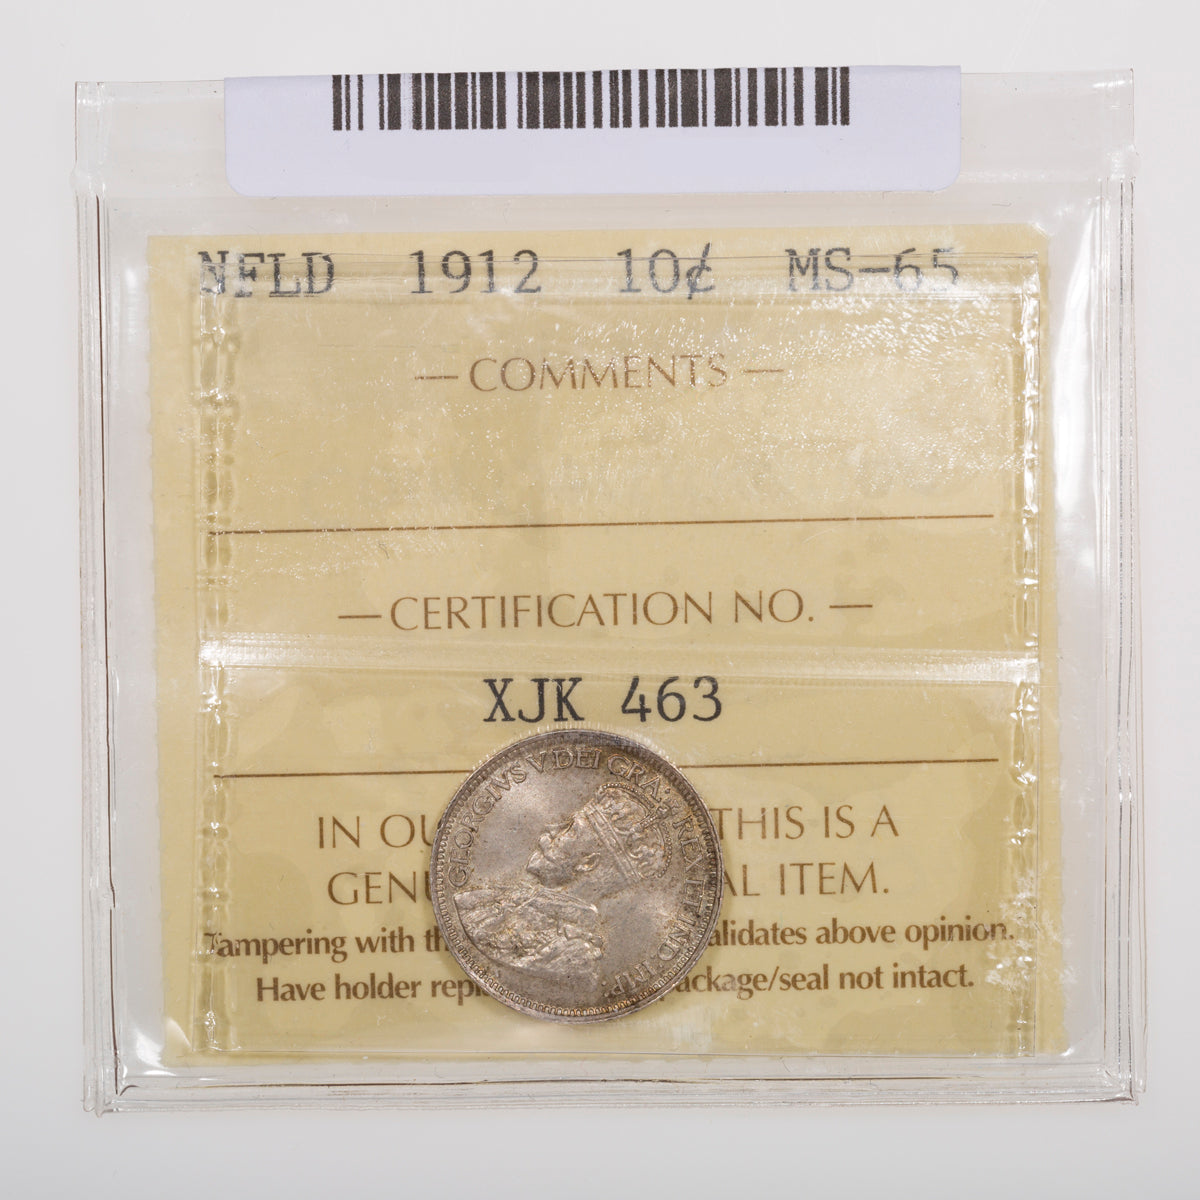 NFLD 1912 10¢ MS-65
— COMMENTS —
— CERTIFICATION NO. —
XJK 463
GEORGIVS V DEI GRA: REX ET IND: IMP:
IN OU THIS IS A
GENU AL ITEM.
Tampering with th alidates above opinion.
Have holder repl ackage/seal not intact.